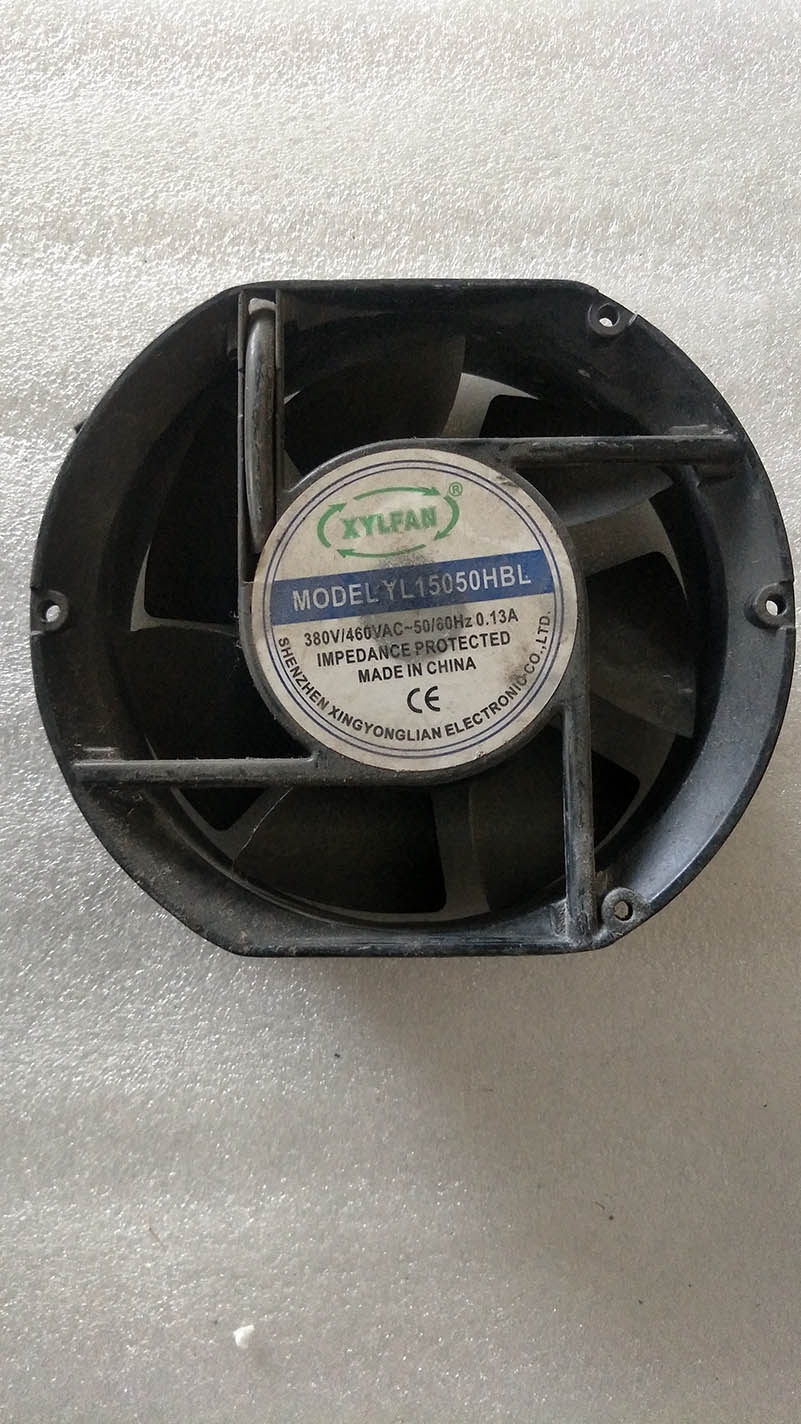 XYLFAN®
MODEL YL15050HBL
380V/460VAC~50/60Hz 0.13A
IMPEDANCE PROTECTED
MADE IN CHINA
CE
SHENZHEN XINGYONGLIAN ELECTRONIC CO.,LTD.